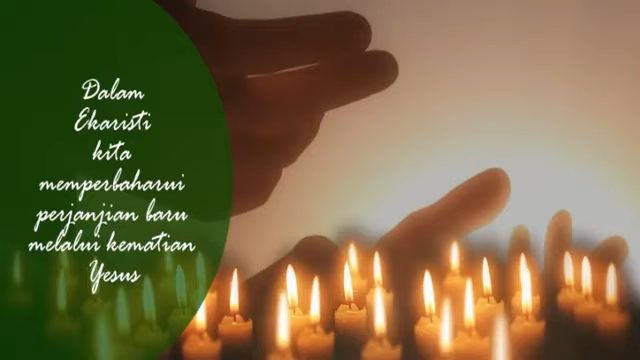 Dalam
Ekaristi
kita
memperbaharui
perjanjian baru
melalui kematian
Yesus